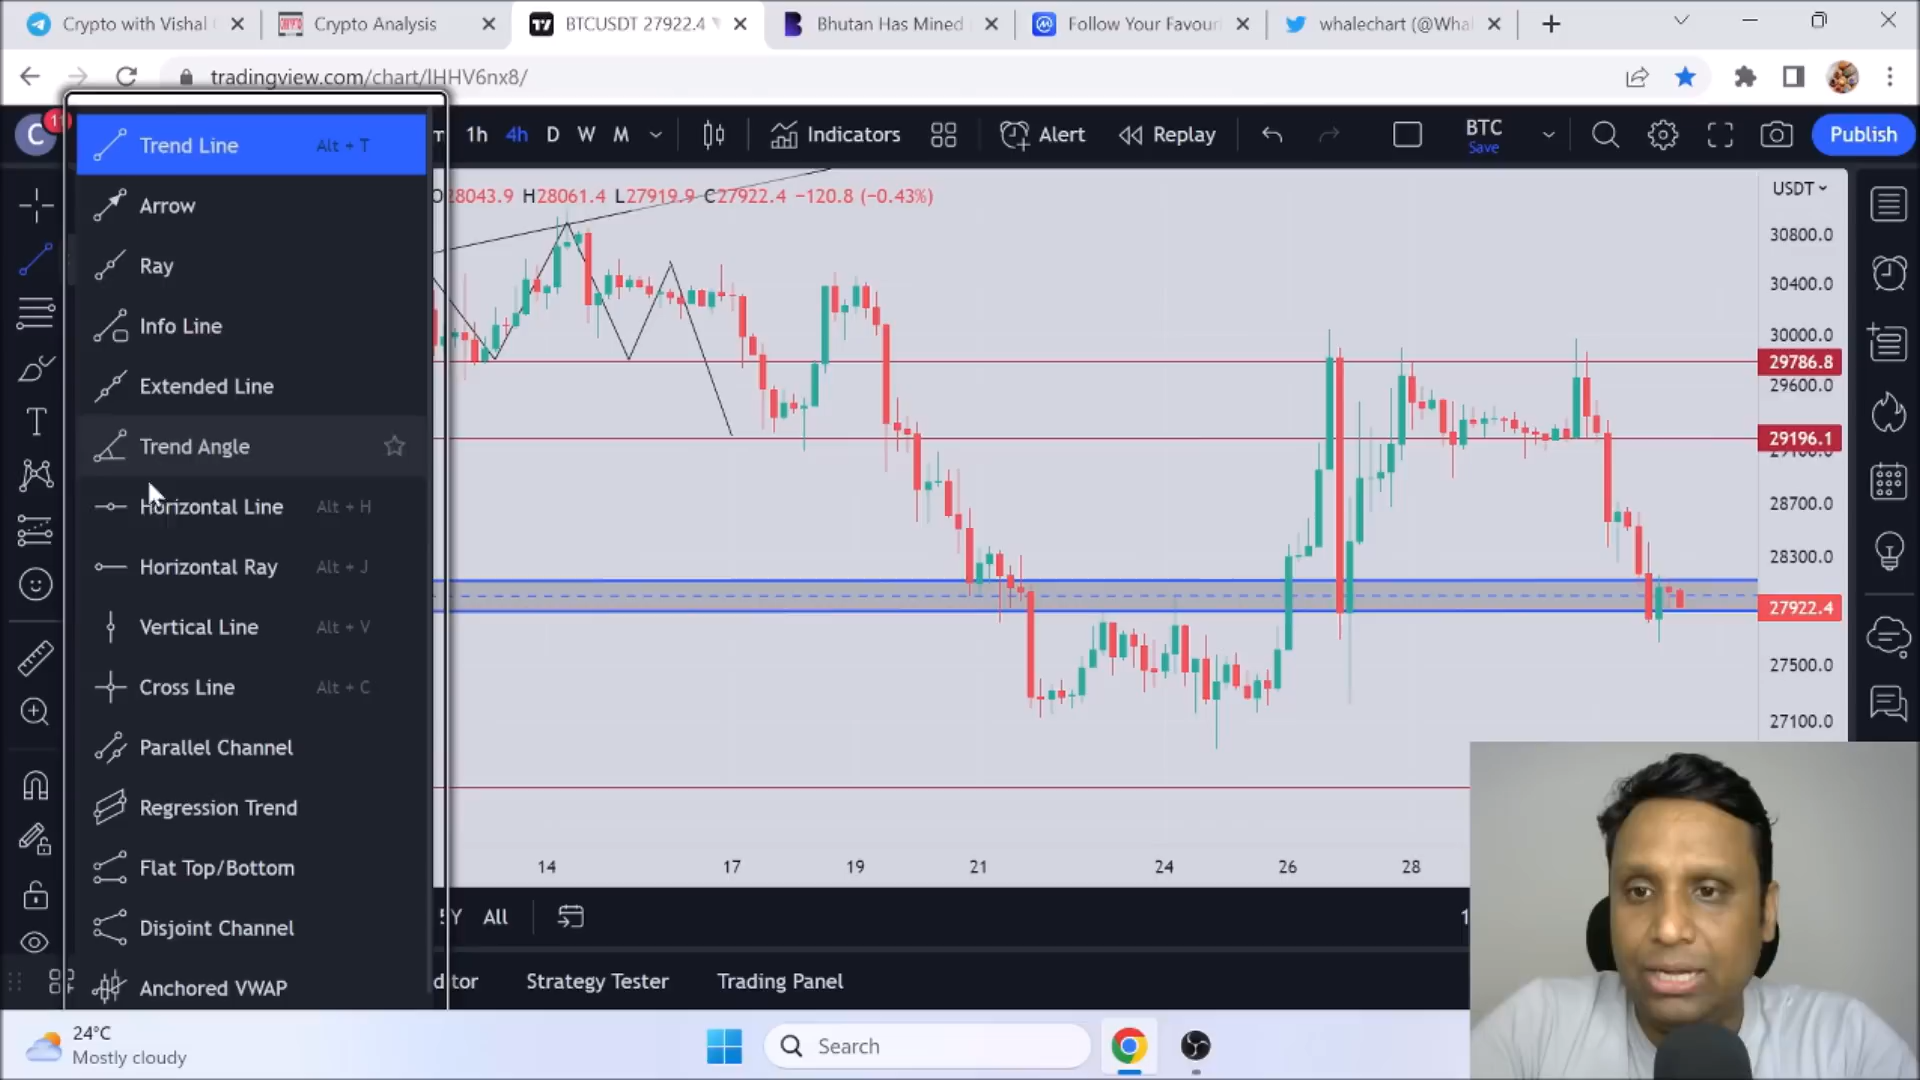 Crypto with Vishal
Crypto Analysis
BTCUSDT 27922.4
Bhutan Has Mined
Follow Your Favour
whalechart (@Wha
tradingview.com/chart/IHHV6nx8/
C
11
1h 4h D W M
Indicators
Alert
Replay
BTC
Save
Publish
Trend Line Alt + T
Arrow
Ray
Info Line
Extended Line
Trend Angle
Horizontal Line Alt + H
Horizontal Ray Alt + J
Vertical Line Alt + V
Cross Line Alt + C
Parallel Channel
Regression Trend
Flat Top/Bottom
Disjoint Channel
Anchored VWAP
28043.9 H28061.4 L27919.9 C27922.4 −120.8 (−0.43%)
USDT
30800.0
30400.0
30000.0
29786.8
29600.0
29196.1
28700.0
28300.0
27922.4
27500.0
27100.0
14 17 19 21 24 26 28
5Y All
ditor Strategy Tester Trading Panel
24°C
Mostly cloudy
Search